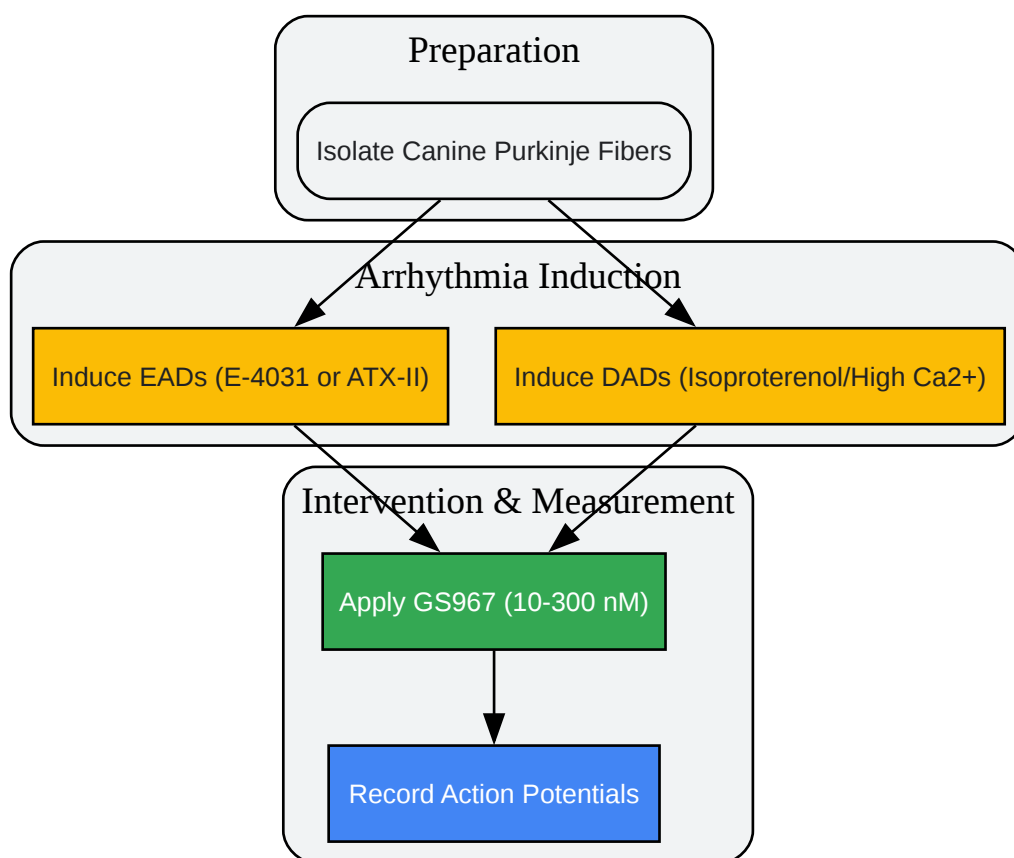 Preparation
Isolate Canine Purkinje Fibers
Arrhythmia Induction
Induce EADs (E-4031 or ATX-II)
Induce DADs (Isoproterenol/High Ca2+)
Intervention & Measurement
Apply GS967 (10-300 nM)
Record Action Potentials